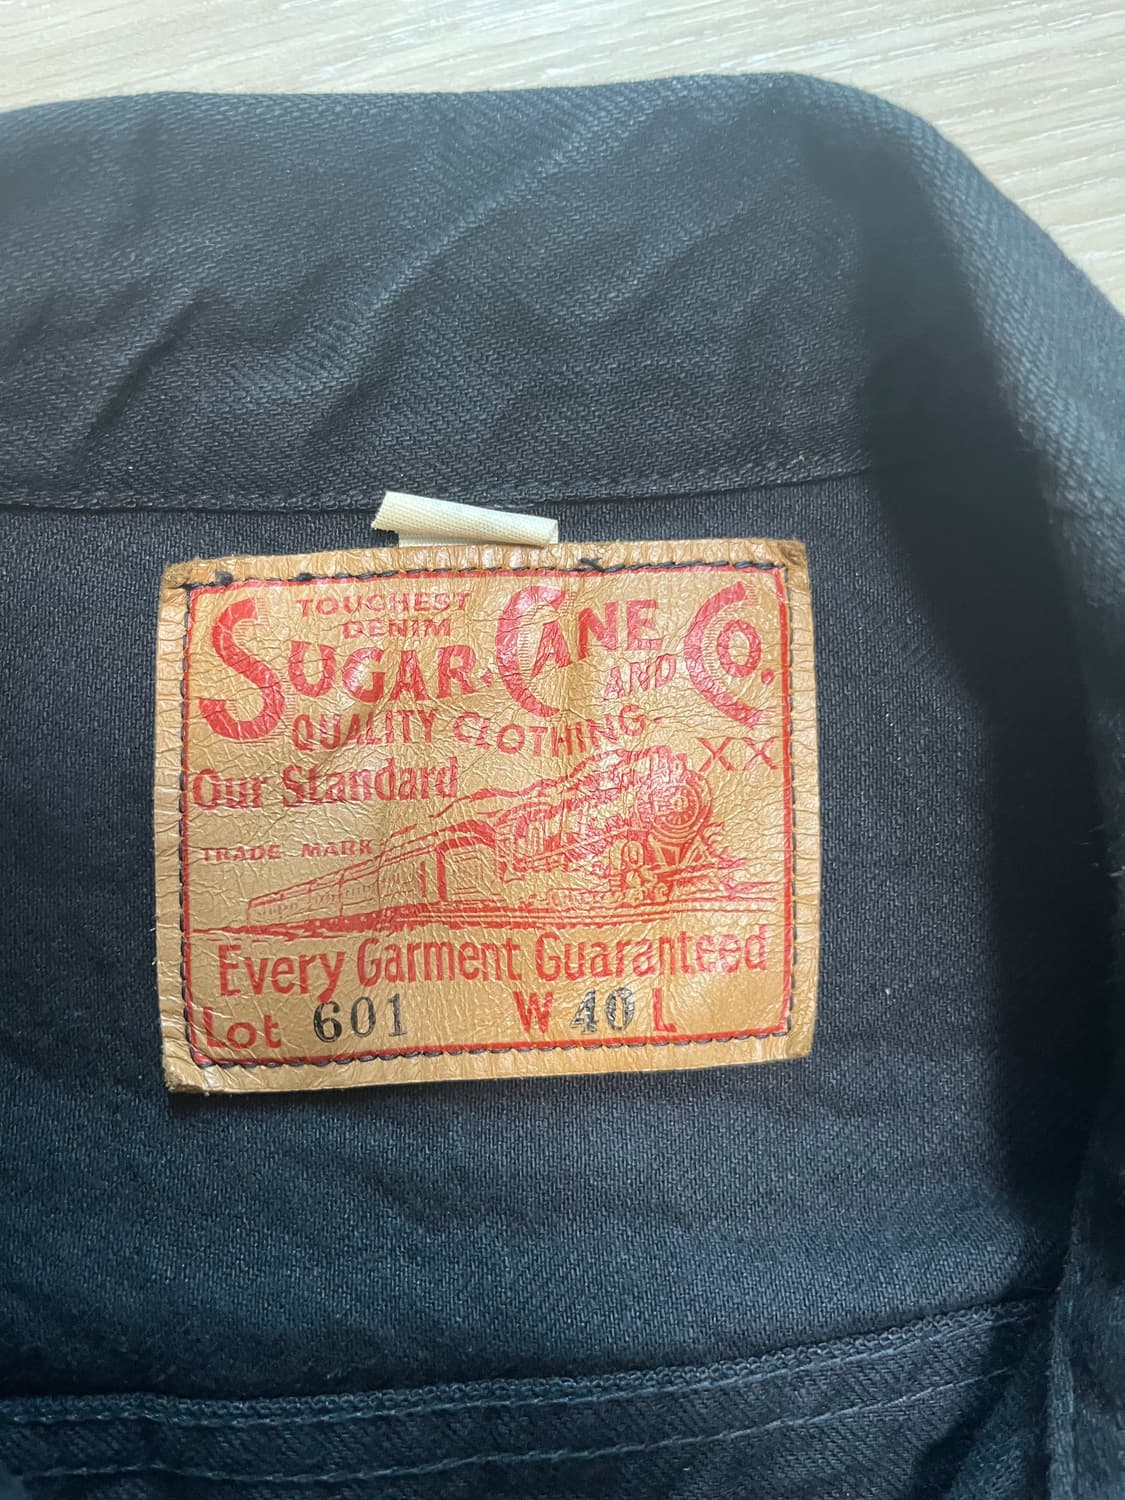 TOUGHEST
DENIM
SUGAR CANE AND CO.
QUALITY CLOTHING
XX
Our Standard
TRADE MARK
Every Garment Guaranteed
Lot 601 W 40 L